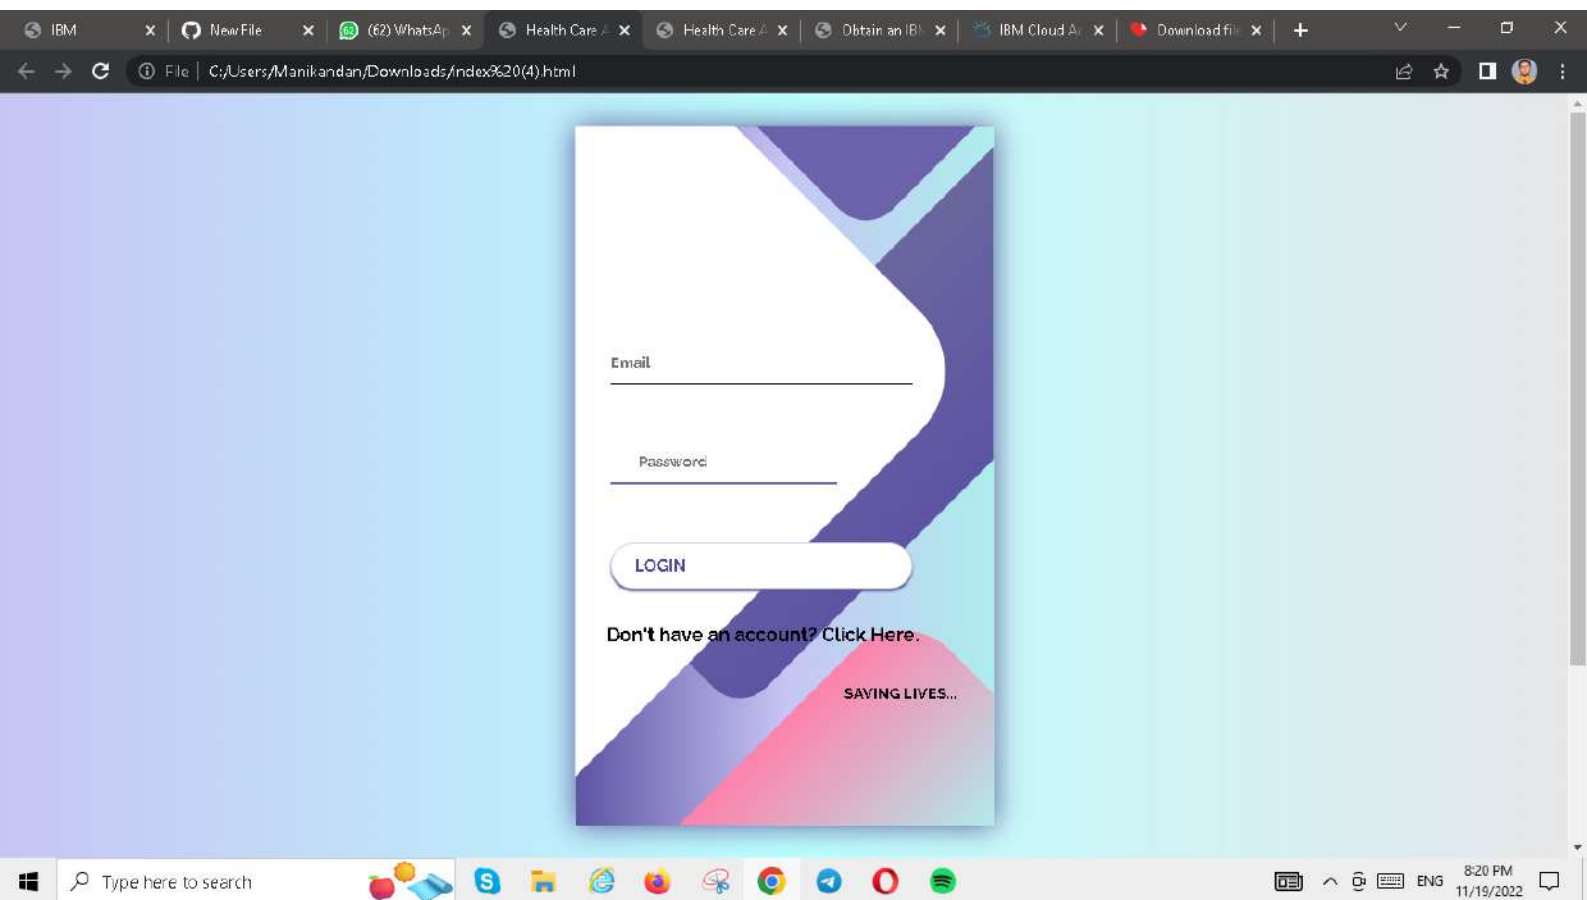 IBM
New File
(62) WhatsAp
Health Care A
Health Care A
Obtain an IB
IBM Cloud A
Download file
File | C:/Users/Manikandan/Downloads/index%20(4).html
Email
Password
LOGIN
Don't have an account? Click Here.
SAVING LIVES...
Type here to search
ENG
8:20 PM
11/19/2022